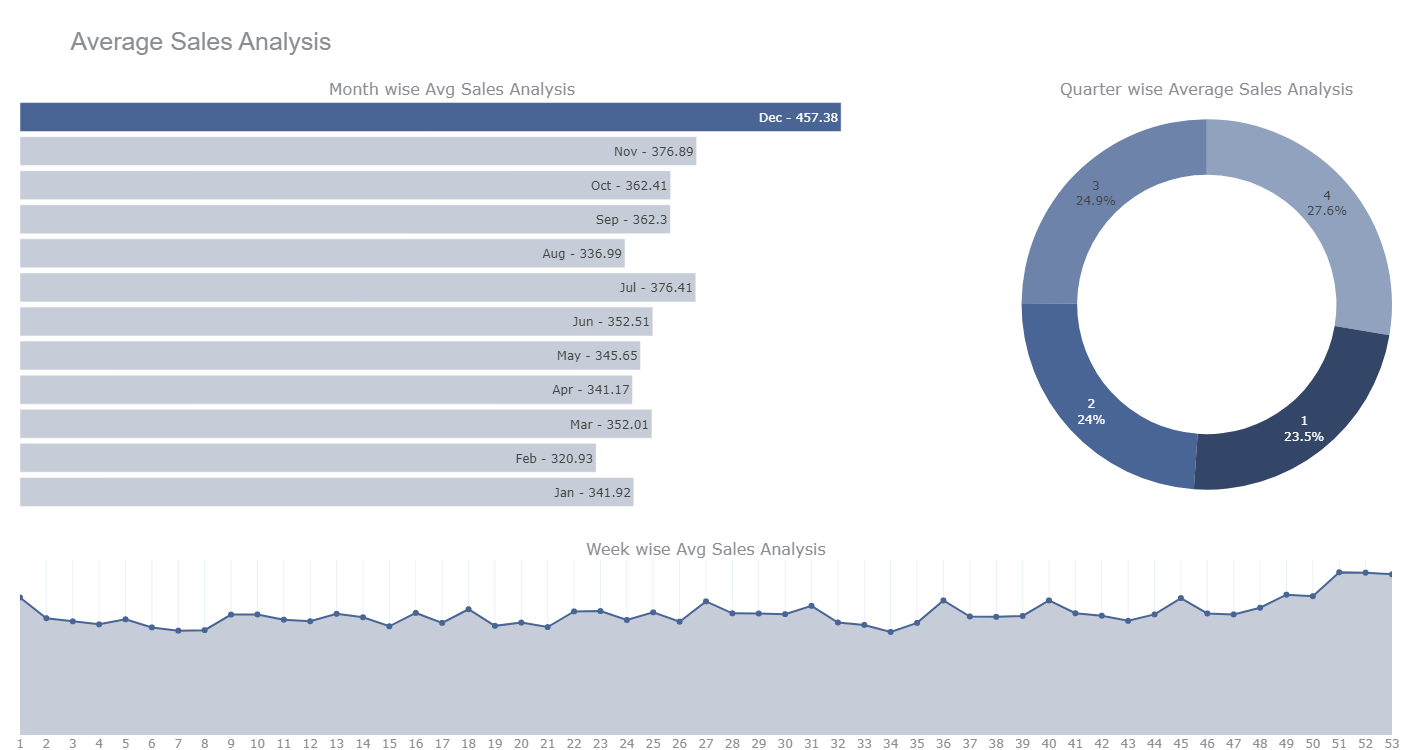 Average Sales Analysis
Month wise Avg Sales Analysis
Dec - 457.38
Nov - 376.89
Oct - 362.41
Sep - 362.3
Aug - 336.99
Jul - 376.41
Jun - 352.51
May - 345.65
Apr - 341.17
Mar - 352.01
Feb - 320.93
Jan - 341.92
Quarter wise Average Sales Analysis
3
24.9%
4
27.6%
2
24%
1
23.5%
Week wise Avg Sales Analysis
1 2 3 4 5 6 7 8 9 10 11 12 13 14 15 16 17 18 19 20 21 22 23 24 25 26 27 28 29 30 31 32 33 34 35 36 37 38 39 40 41 42 43 44 45 46 47 48 49 50 51 52 53